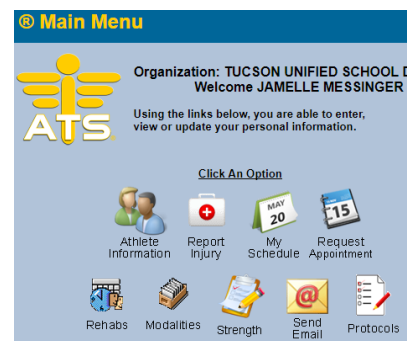 ® Main Menu
Organization: TUCSON UNIFIED SCHOOL D
Welcome JAMELLE MESSINGER
Using the links below, you are able to enter,
view or update your personal information.
ATS
Click An Option
MAY
20
15
Athlete Information
Report Injury
My Schedule
Request Appointment
@
Rehabs
Modalities
Strength
Send Email
Protocols